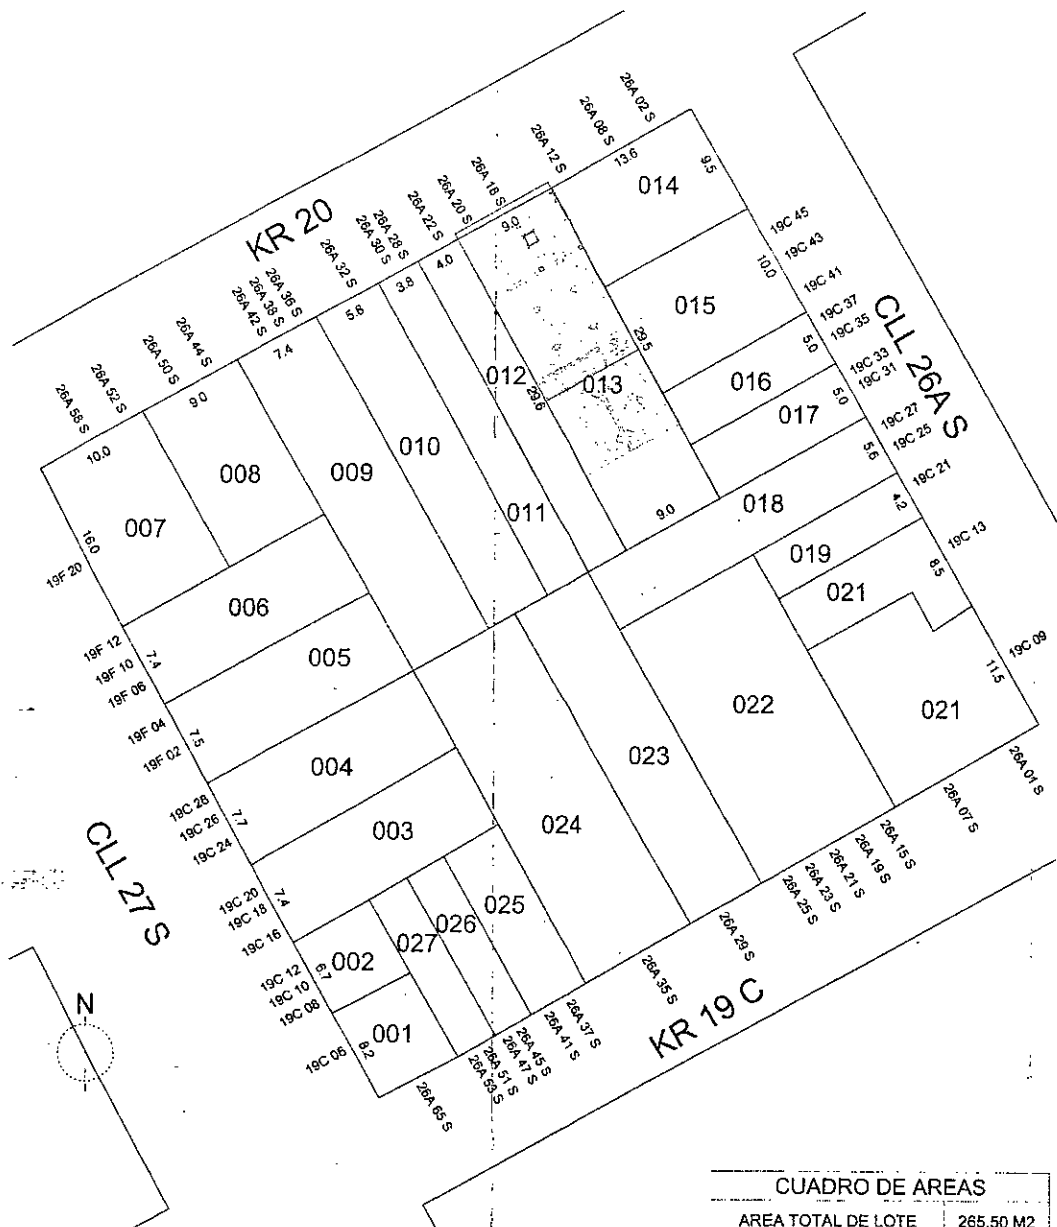 KR 20
26A 58 S
26A 52 S
26A 50 S
26A 44 S
26A 42 S
26A 38 S
26A 36 S
26A 32 S
26A 30 S
26A 28 S
26A 22 S
26A 20 S
26A 18 S
26A 12 S
26A 08 S
26A 02 S
10.0
9.0
7.4
5.8
3.8
4.0
9.0
13.6
9.5
014
19C 45
19C 43
10.0
19C 41
015
19C 37
19C 35
CLL 26A S
5.0
19C 33
19C 31
29.5
012
013
016
29.6
5.0
017
19C 27
19C 25
5.6
010
008
009
19C 21
9.0
018
4.2
011
007
16.0
19C 13
019
8.5
19F 20
006
021
19F 12
19F 10
19F 06
7.4
005
19C 09
11.5
022
021
19F 04
19F 02
7.5
004
023
26A 01 S
19C 28
19C 26
19C 24
7.7
26A 07 S
003
024
26A 15 S
26A 19 S
26A 21 S
26A 23 S
26A 25 S
CLL 27 S
19C 20
19C 18
19C 16
7.4
025
026
027
002
26A 29 S
19C 12
19C 10
19C 08
6.7
26A 35 S
KR 19 C
N
001
19C 06
8.2
26A 37 S
26A 41 S
26A 45 S
26A 47 S
26A 51 S
26A 53 S
26A 65 S
CUADRO DE AREAS
AREA TOTAL DE LOTE 265.50 M2